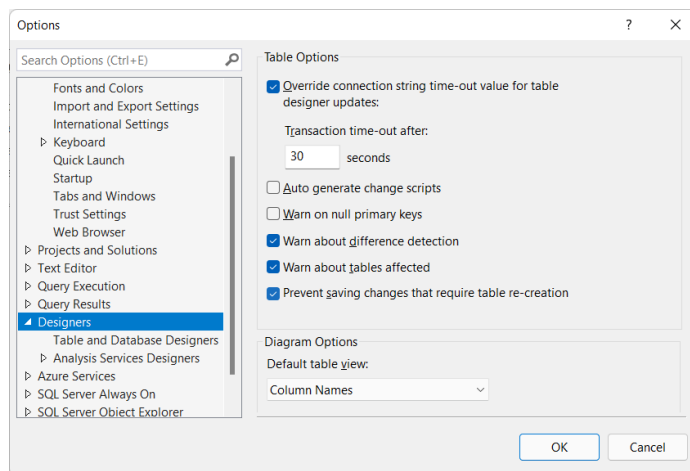 Options
?
Search Options (Ctrl+E)
Fonts and Colors
Import and Export Settings
International Settings
Keyboard
Quick Launch
Startup
Tabs and Windows
Trust Settings
Web Browser
Projects and Solutions
Text Editor
Query Execution
Query Results
Designers
Table and Database Designers
Analysis Services Designers
Azure Services
SQL Server Always On
SQL Server Object Explorer
Table Options
Override connection string time-out value for table
designer updates:
Transaction time-out after:
30 seconds
Auto generate change scripts
Warn on null primary keys
Warn about difference detection
Warn about tables affected
Prevent saving changes that require table re-creation
Diagram Options
Default table view:
Column Names
OK
Cancel